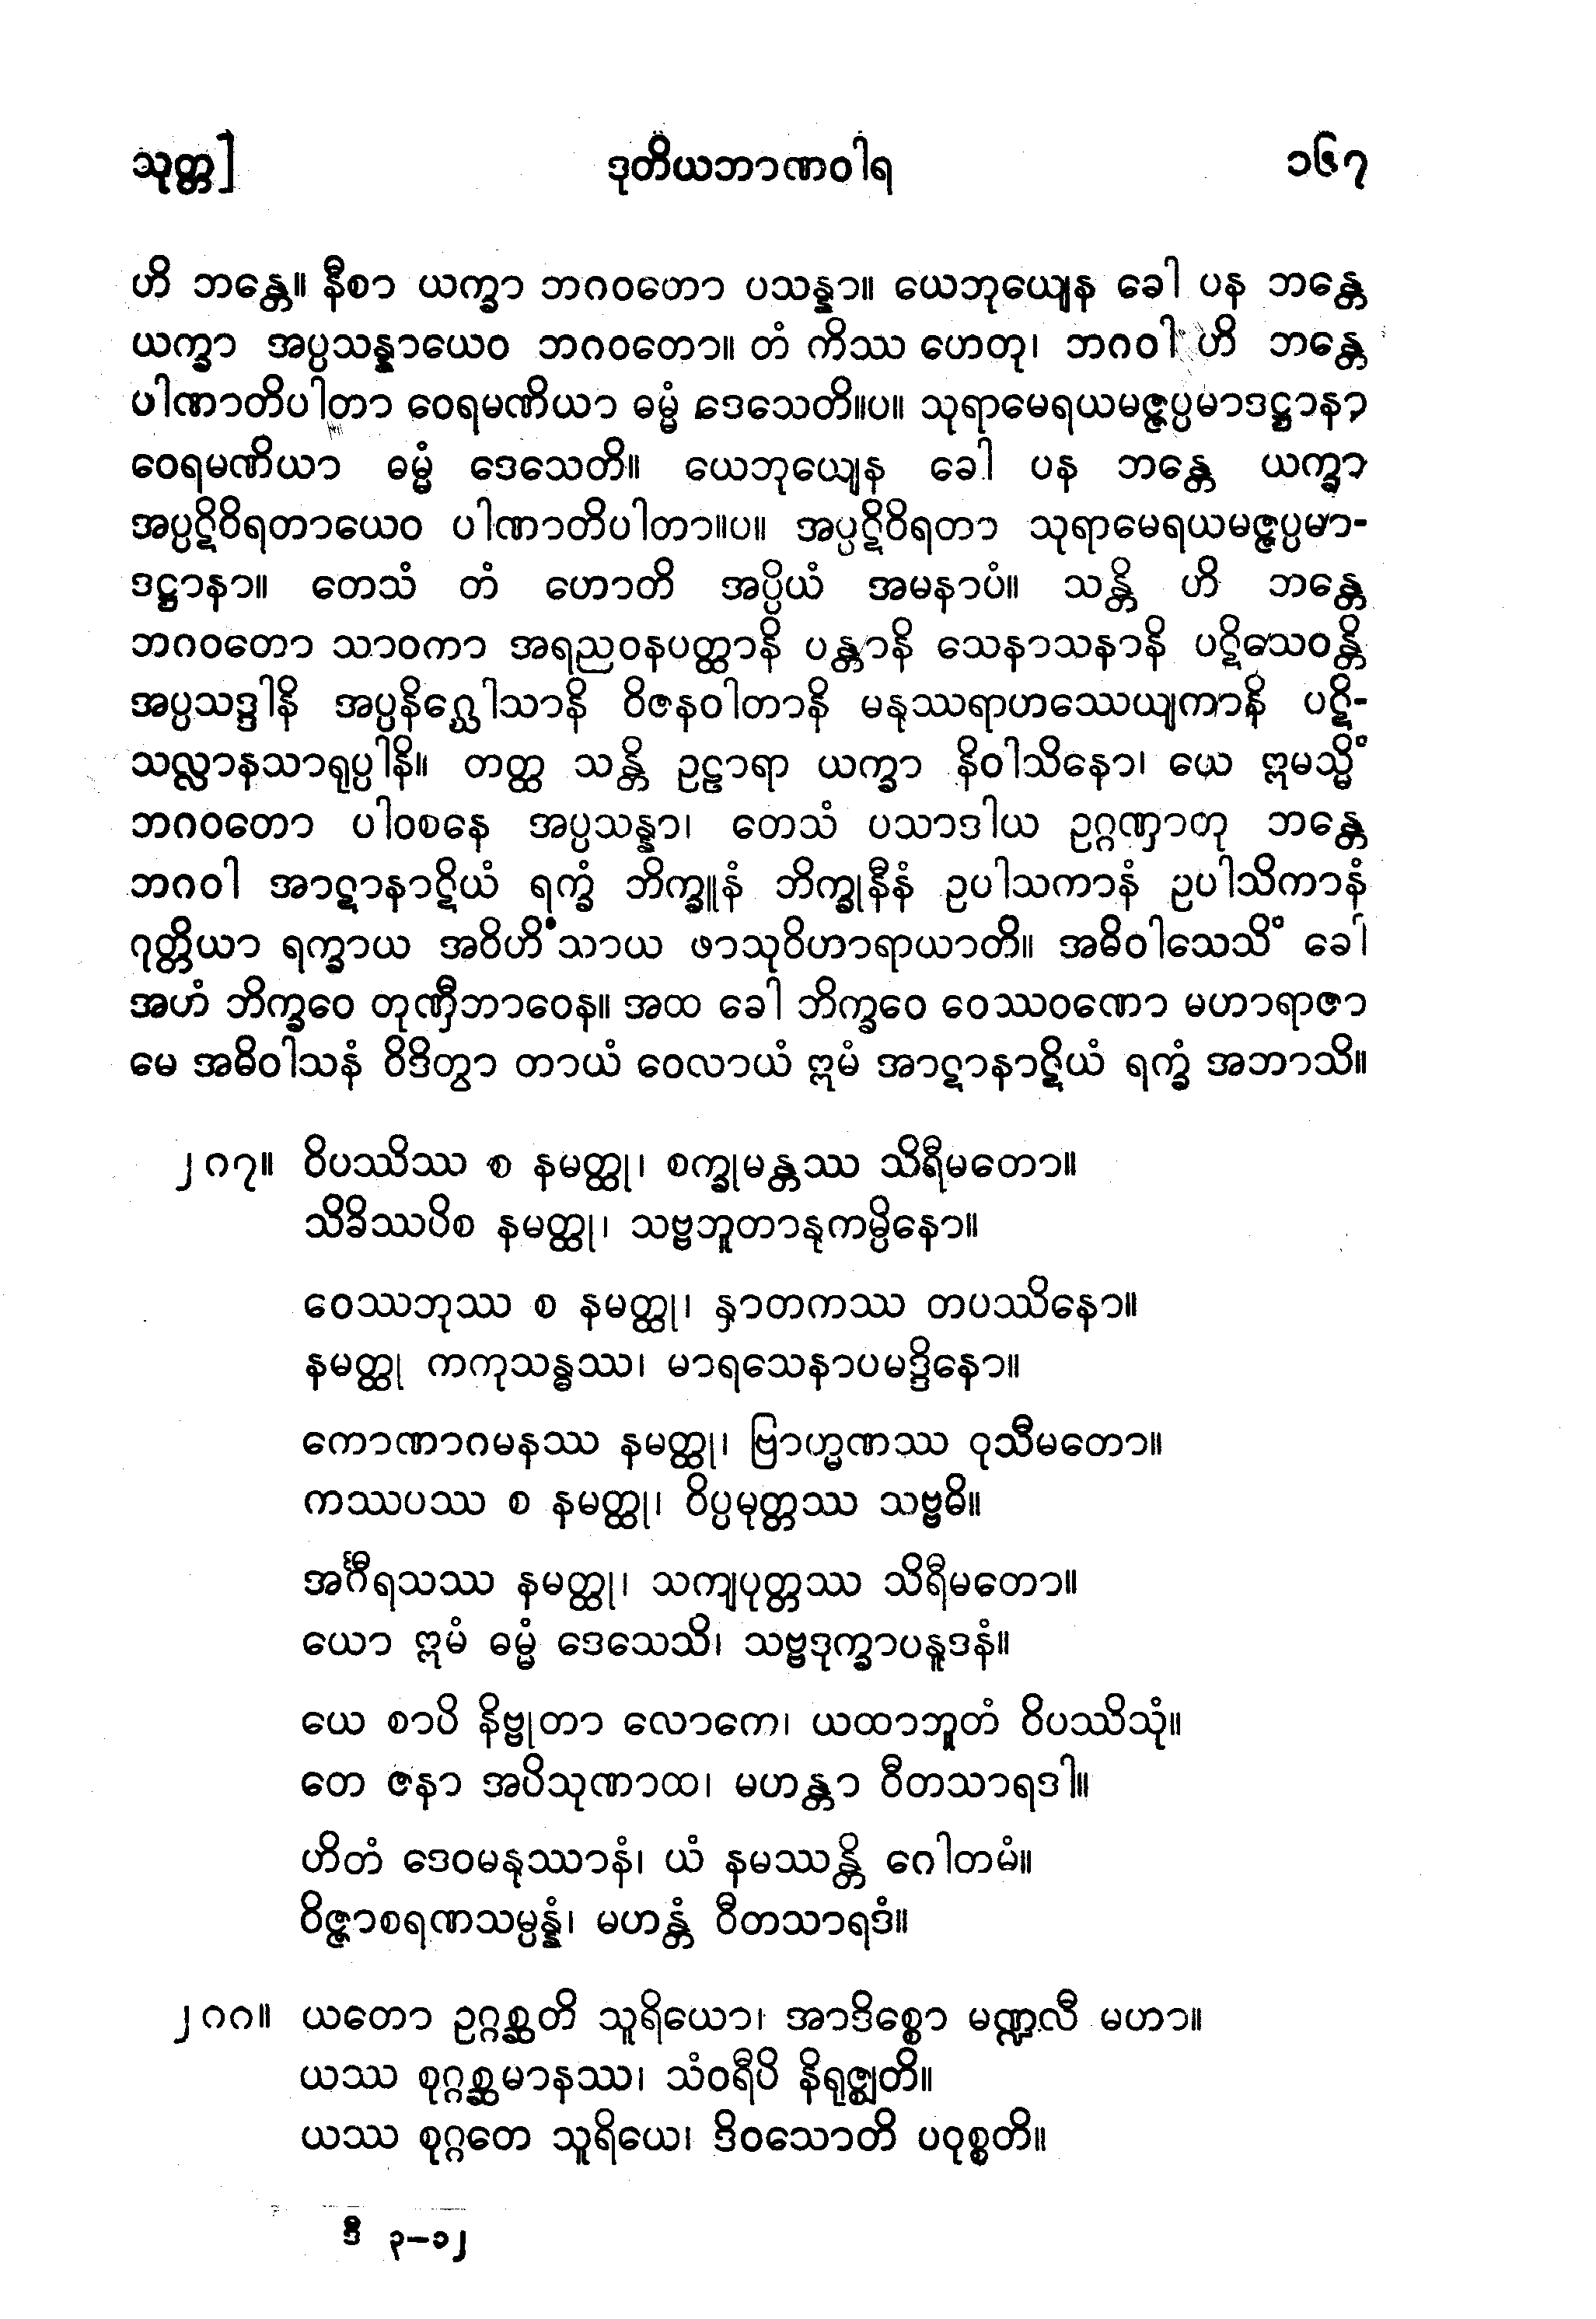 သုတ္တ] ဒုတိယဘာဏဝါရ ၁၆၇
ဟိ ဘန္တေ။ နီစာ ယက္ခာ ဘဂဝတော ပသန္နာ။ ယေဘုယျေန ခေါ ပန ဘန္တေ
ယက္ခာ အပ္ပသန္နာယေဝ ဘဂဝတော။ တံ ကိဿ ဟေတု၊ ဘဂဝါ ဟိ ဘန္တေ
ပါဏာတိပါတာ ဝေရမဏိယာ ဓမ္မံ ဒေသေတိ။ပ။ သုရာမေရယမဇ္ဇပ္ပမာဒဋ္ဌာနာ
ဝေရမဏိယာ ဓမ္မံ ဒေသေတိ။ ယေဘုယျေန ခေါ ပန ဘန္တေ ယက္ခာ
အပ္ပဋိဝိရတာယေဝ ပါဏာတိပါတာ။ပ။ အပ္ပဋိဝိရတာ သုရာမေရယမဇ္ဇပ္ပမာ-
ဒဋ္ဌာနာ။ တေသံ တံ ဟောတိ အပ္ပိယံ အမနာပံ။ သန္တိ ဟိ ဘန္တေ
ဘဂဝတော သာဝကာ အရညဝနပတ္ထာနိ ပန္တာနိ သေနာသနာနိ ပဋိသေဝန္တိ
အပ္ပသဒ္ဒါနိ အပ္ပနိဂ္ဃေါသာနိ ဝိဇနဝါတာနိ မနုဿရာဟဿေယျကာနိ ပဋိ-
သလ္လာနသာရုပ္ပါနိ။ တတ္ထ သန္တိ ဥဠာရာ ယက္ခာ နိဝါသိနော၊ ယေ ဣမသ္မိံ
ဘဂဝတော ပါဝစနေ အပ္ပသန္နာ၊ တေသံ ပသာဒါယ ဥဂ္ဂဏှာတု ဘန္တေ
ဘဂဝါ အာဋာနာဋိယံ ရက္ခံ ဘိက္ခူနံ ဘိက္ခုနီနံ ဥပါသကာနံ ဥပါသိကာနံ
ဂုတ္တိယာ ရက္ခာယ အဝိဟိံသာယ ဖာသုဝိဟာရာယာတိ။ အဓိဝါသေသိံ ခေါ
အဟံ ဘိက္ခဝေ တုဏှီဘာဝေန။ အထ ခေါ ဘိက္ခဝေ ဝေဿဝဏော မဟာရာဇာ
မေ အဓိဝါသနံ ဝိဒိတွာ တာယံ ဝေလာယံ ဣမံ အာဋာနာဋိယံ ရက္ခံ အဘာသိ။
၂၇၇။ ဝိပဿိဿ စ နမတ္ထု၊ စက္ခုမန္တဿ သိရီမတော။
သိခိဿပိစ နမတ္ထု၊ သဗ္ဗဘူတာနုကမ္ပိနော။
ဝေဿဘုဿ စ နမတ္ထု၊ နှာတကဿ တပဿိနော။
နမတ္ထု ကကုသန္ဓဿ၊ မာရသေနာပမဒ္ဒိနော။
ကောဏာဂမနဿ နမတ္ထု၊ ဗြာဟ္မဏဿ ဝုသီမတော။
ကဿပဿ စ နမတ္ထု၊ ဝိပ္ပမုတ္တဿ သဗ္ဗဓိ။
အင်္ဂီရသဿ နမတ္ထု၊ သကျပုတ္တဿ သိရီမတော။
ယော ဣမံ ဓမ္မံ ဒေသေသိ၊ သဗ္ဗဒုက္ခာပနူဒနံ။
ယေ စာပိ နိဗ္ဗုတာ လောကေ၊ ယထာဘူတံ ဝိပဿိသုံ။
တေ ဇနာ အပိသုဏာထ၊ မဟန္တာ ဝီတသာရဒါ။
ဟိတံ ဒေဝမနုဿာနံ၊ ယံ နမဿန္တိ ဂေါတမံ။
ဝိဇ္ဇာစရဏသမ္ပန္နံ၊ မဟန္တံ ဝီတသာရဒံ။
၂၇၈။ ယတော ဥဂ္ဂစ္ဆတိ သူရိယော၊ အာဒိစ္စော မဏ္ဍလီ မဟာ။
ယဿ စုဂ္ဂစ္ဆမာနဿ၊ သံဝရီပိ နိရုဇ္ဈတိ။
ယဿ စုဂ္ဂတေ သူရိယေ၊ ဒိဝသောတိ ပဝုစ္စတိ။
ဒီ ၃–၁၂